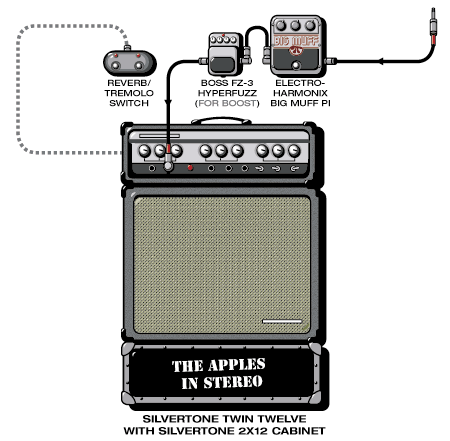 BIG MUFF
REVERB/
TREMOLO
SWITCH
BOSS FZ-3
HYPERFUZZ
(FOR BOOST)
ELECTRO-
HARMONIX
BIG MUFF PI
THE APPLES
IN STEREO
SILVERTONE TWIN TWELVE
WITH SILVERTONE 2X12 CABINET